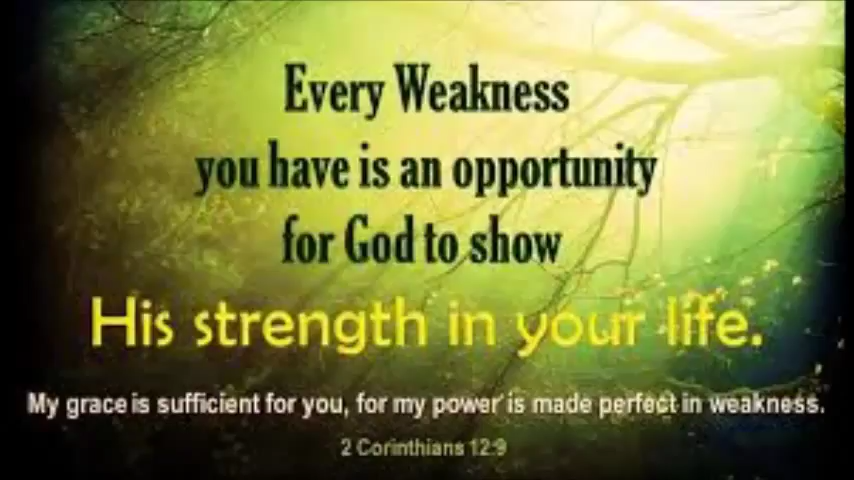 Every Weakness
you have is an opportunity
for God to show
His strength in your life.
My grace is sufficient for you, for my power is made perfect in weakness.
2 Corinthians 12:9